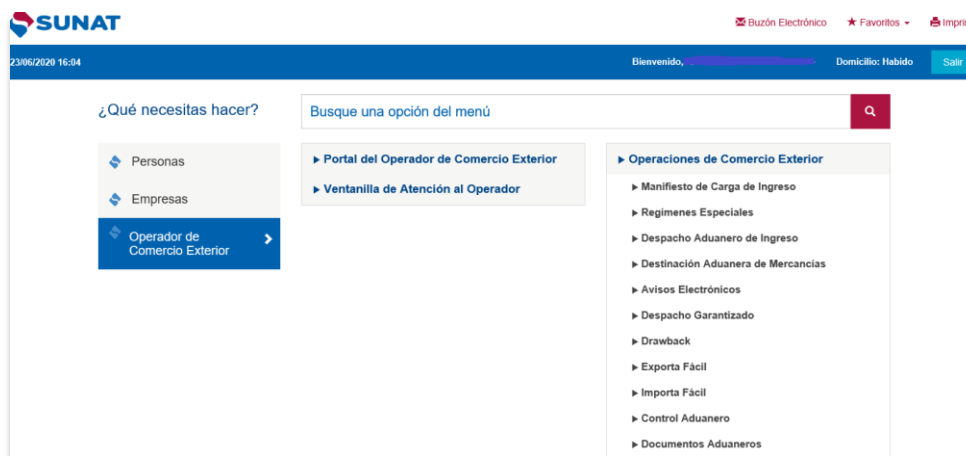 SUNAT
Buzón Electrónico Favoritos
23/06/2020 16:04 Bienvenido, Domicilio: Habido Salir
¿Qué necesitas hacer?
Busque una opción del menú
Personas
Empresas
Operador de
Comercio Exterior
Portal del Operador de Comercio Exterior
Ventanilla de Atención al Operador
Operaciones de Comercio Exterior
Manifiesto de Carga de Ingreso
Regimenes Especiales
Despacho Aduanero de Ingreso
Destinación Aduanera de Mercancias
Avisos Electrónicos
Despacho Garantizado
Drawback
Exporta Fácil
Importa Fácil
Control Aduanero
Documentos Aduaneros